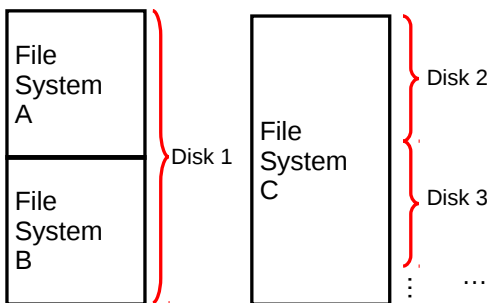 File
System
A
File
System
B
Disk 1
File
System
C
Disk 2
Disk 3
⋮
...